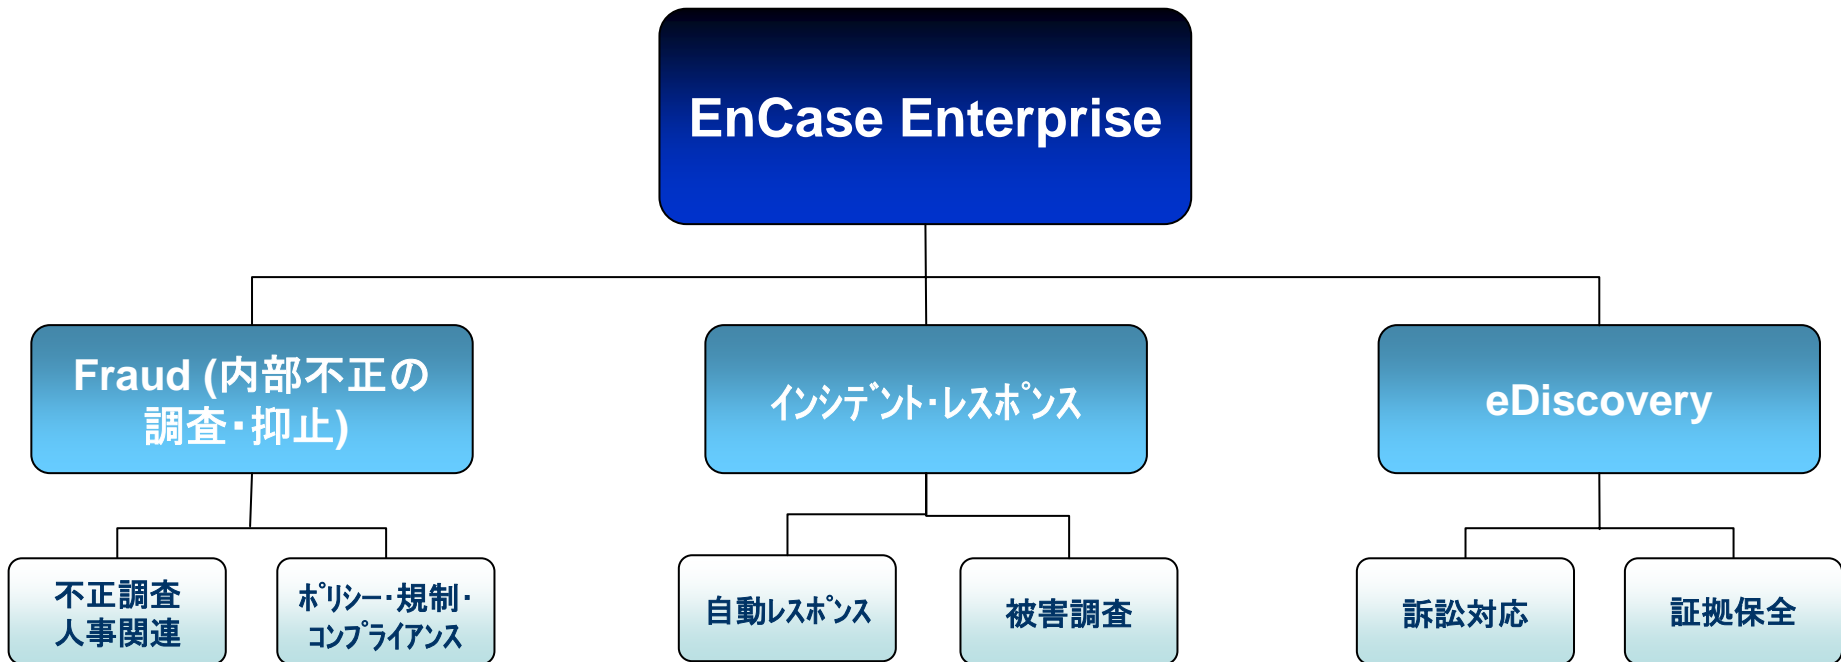 EnCase Enterprise
Fraud (内部不正の
調査・抑止)
ｲﾝｼﾃﾞﾝﾄ・ﾚｽﾎﾟﾝｽ
eDiscovery
不正調査
人事関連
ﾎﾟﾘｼｰ・規制・
ｺﾝﾌﾟﾗｲｱﾝｽ
自動ﾚｽﾎﾟﾝｽ
被害調査
訴訟対応
証拠保全